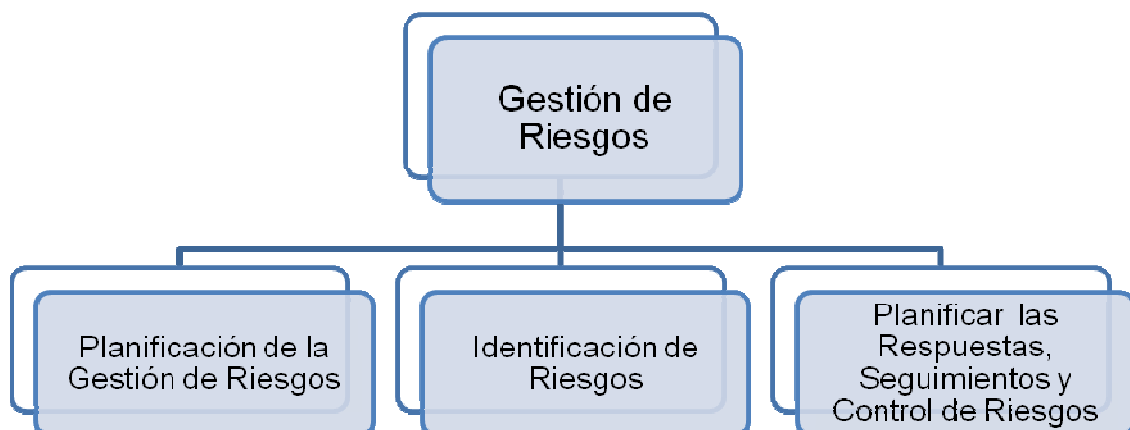 Gestión de
Riesgos
Planificación de la
Gestión de Riesgos
Identificación de
Riesgos
Planificar las
Respuestas,
Seguimientos y
Control de Riesgos